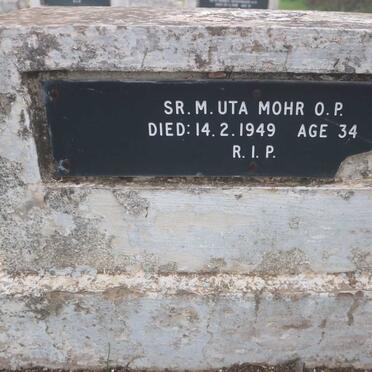 SR. M. UTA MOHR O.P.
DIED: 14.2.1949 AGE 34
R.I.P.